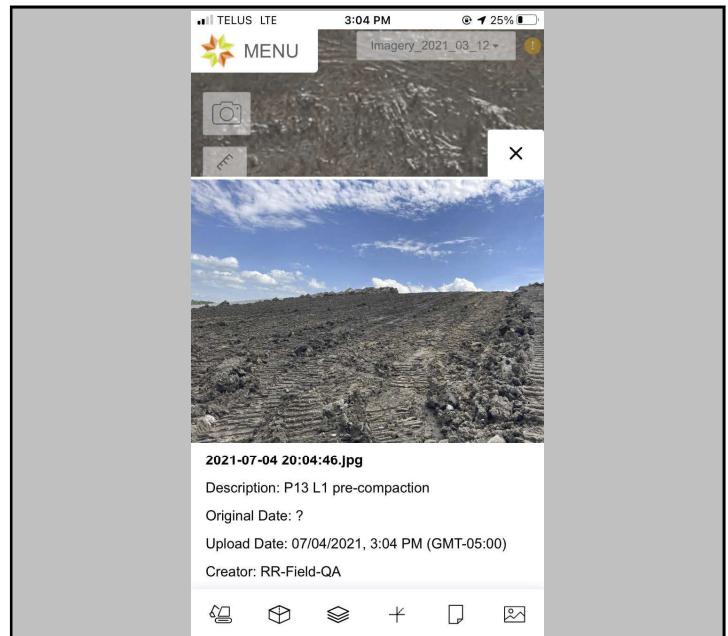 TELUS LTE 3:04 PM 25%
MENU Imagery_2021_03_12
2021-07-04 20:04:46.jpg
Description: P13 L1 pre-compaction
Original Date: ?
Upload Date: 07/04/2021, 3:04 PM (GMT-05:00)
Creator: RR-Field-QA